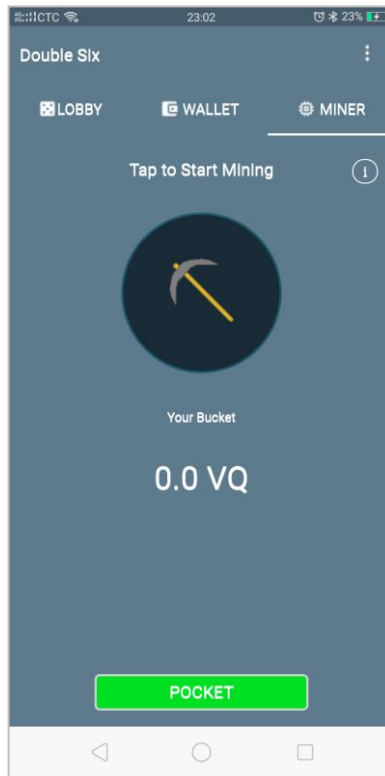 CTC 23:02 23%
Double Six
LOBBY WALLET MINER
Tap to Start Mining i
Your Bucket
0.0 VQ
POCKET